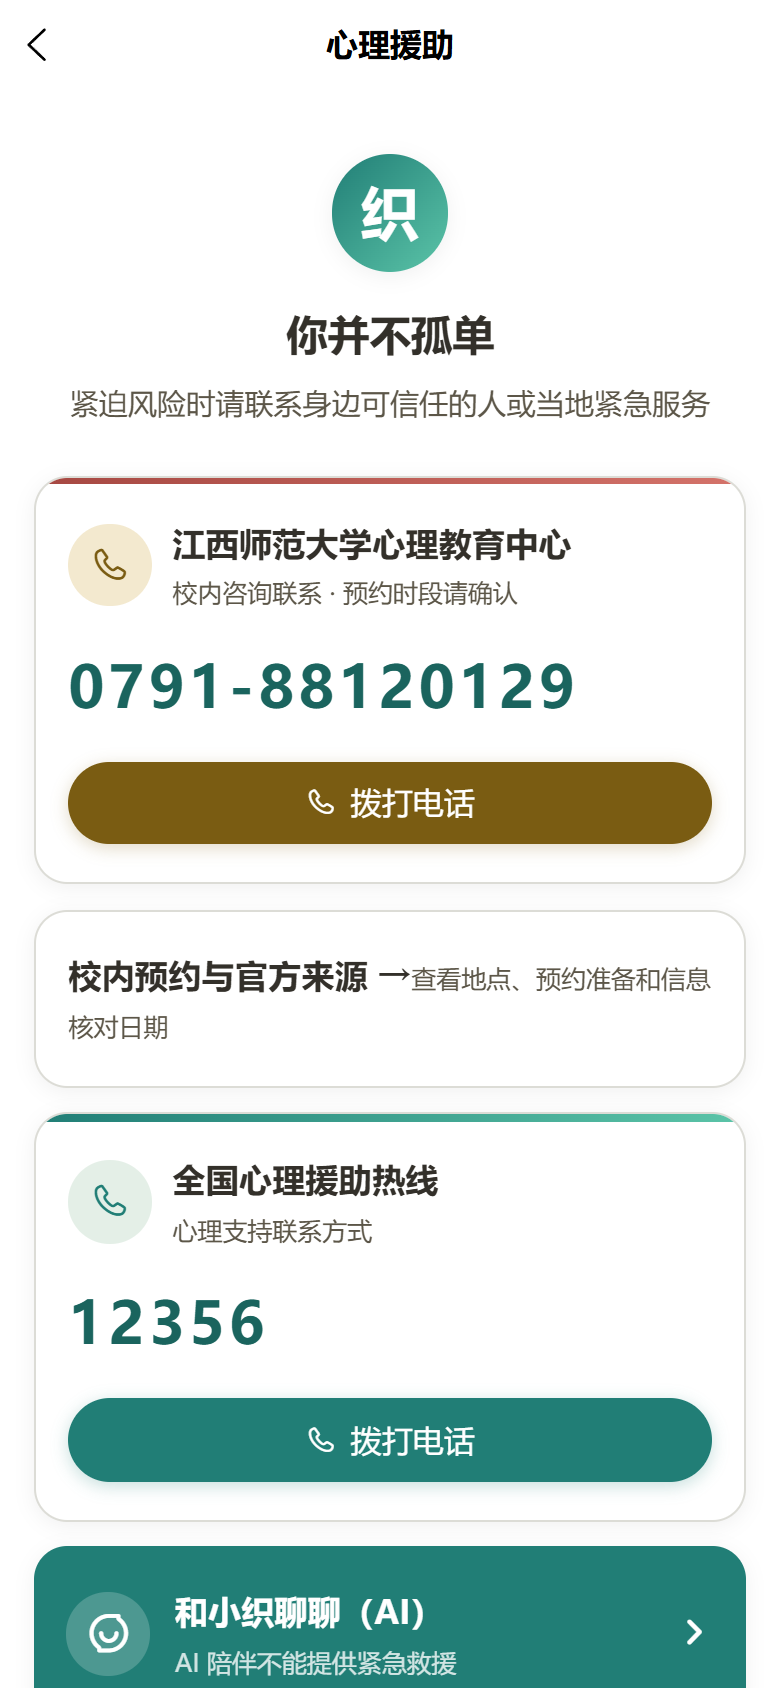 心理援助
织
你并不孤单
紧迫风险时请联系身边可信任的人或当地紧急服务
江西师范大学心理教育中心
校内咨询联系 · 预约时段请确认
0791-88120129
拨打电话
校内预约与官方来源 →查看地点、预约准备和信息
核对日期
全国心理援助热线
心理支持联系方式
12356
拨打电话
和小织聊聊（AI）
AI 陪伴不能提供紧急救援